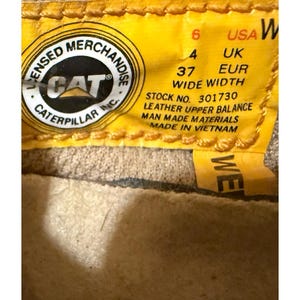 LICENSED MERCHANDISE
CAT
CATERPILLAR INC.
6 USA W
4 UK
37 EUR
WIDE WIDTH
STOCK NO. 301730
LEATHER UPPER BALANCE
MAN MADE MATERIALS
MADE IN VIETNAM
WE